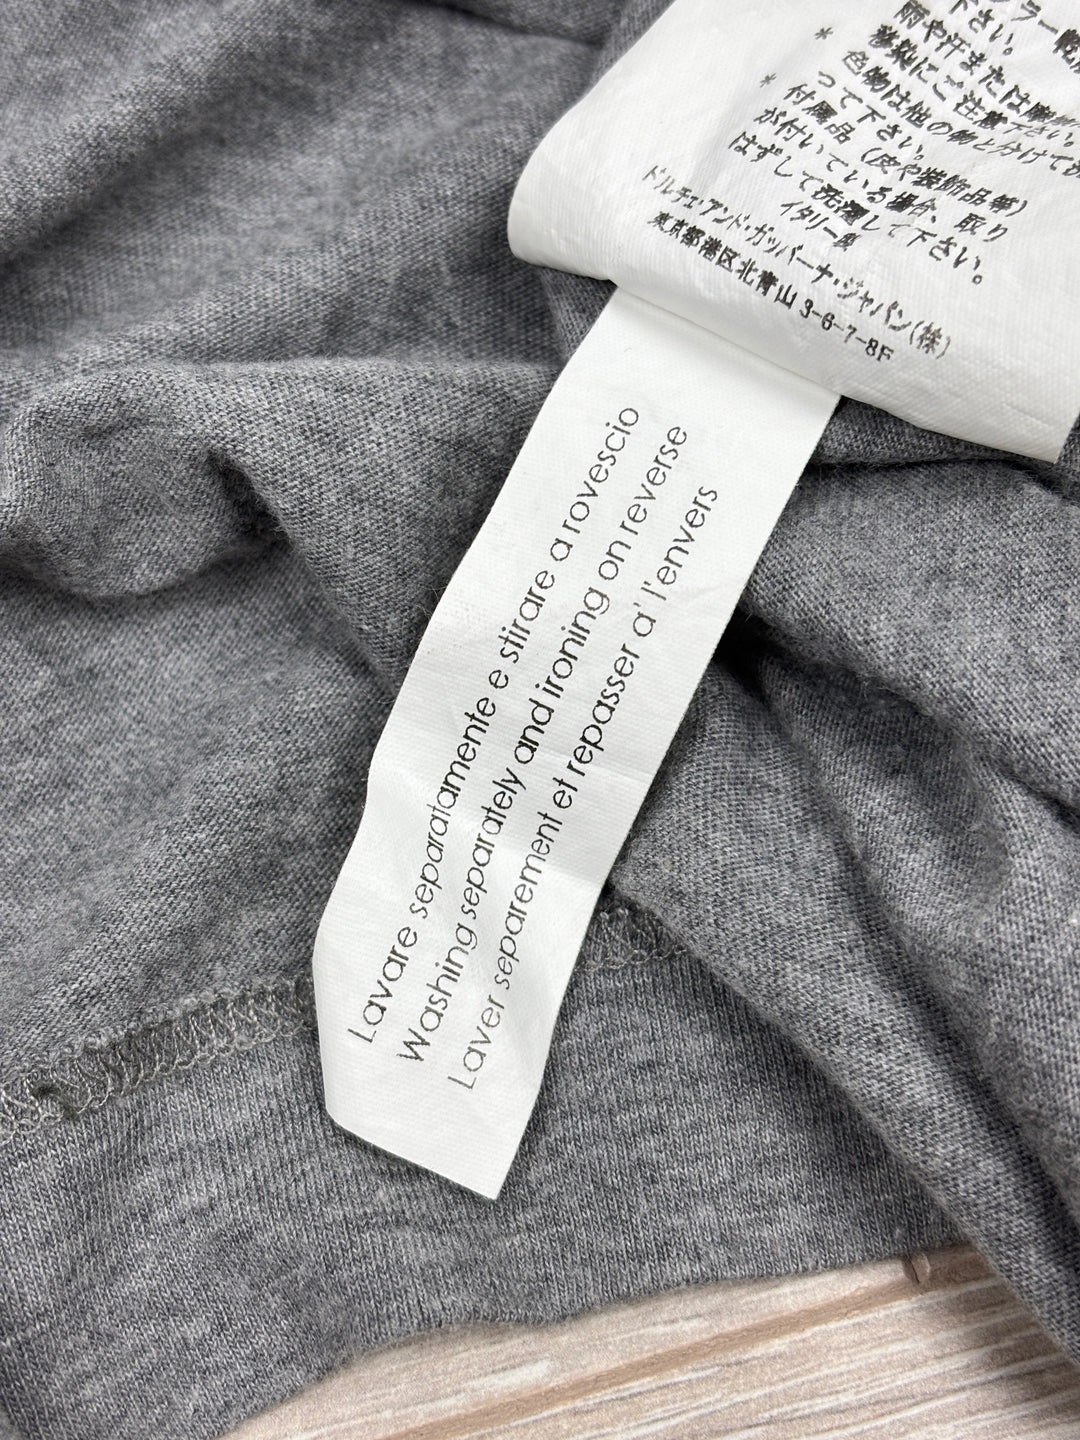 下さい。
雨や汗または摩擦
移染にご注意下さい。
* 色物は他の物と分けて洗
って下さい。
* 付属品（皮や装飾品等）
が付いている場合、取り
はずして洗濯して下さい。
イタリー製
ドルチェ・アンド・ガッバーナ・ジャパン(株)
東京都港区北青山 3-6-7-8F
Lavare separatamente e stirare a rovescio
Washing separately and ironing on reverse
Laver separement et repasser a' l'envers